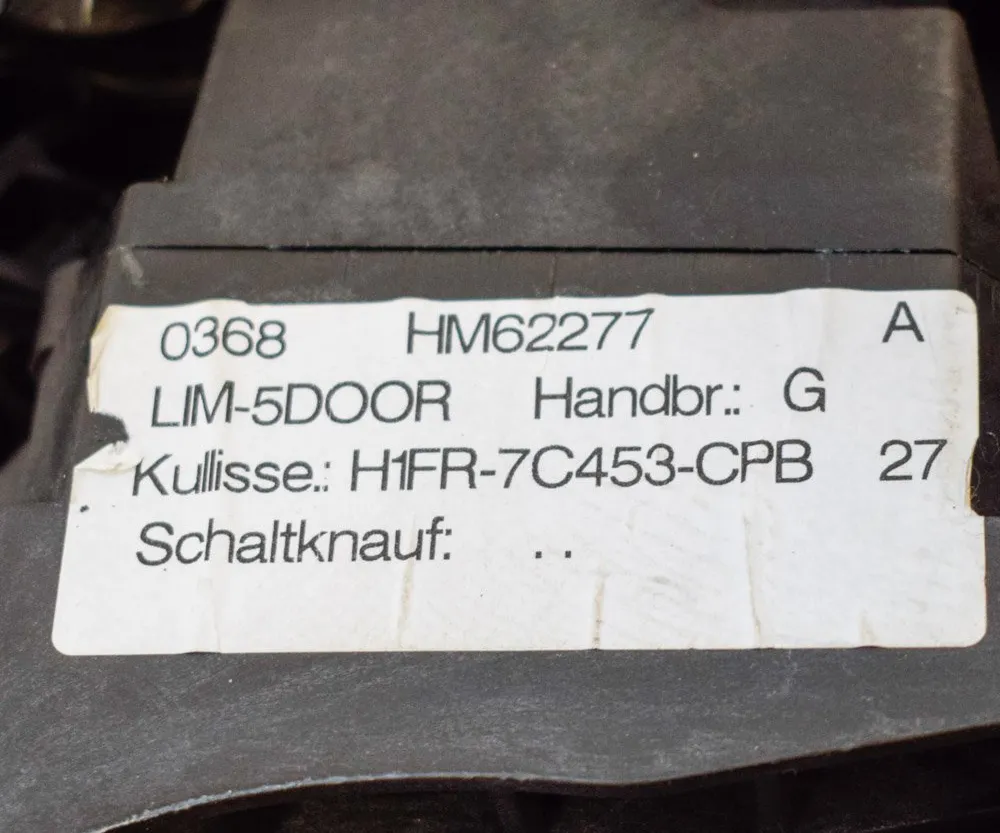 0368 HM62277 A
LIM-5DOOR Handbr.: G
Kullisse.: H1FR-7C453-CPB 27
Schaltknauf: . .